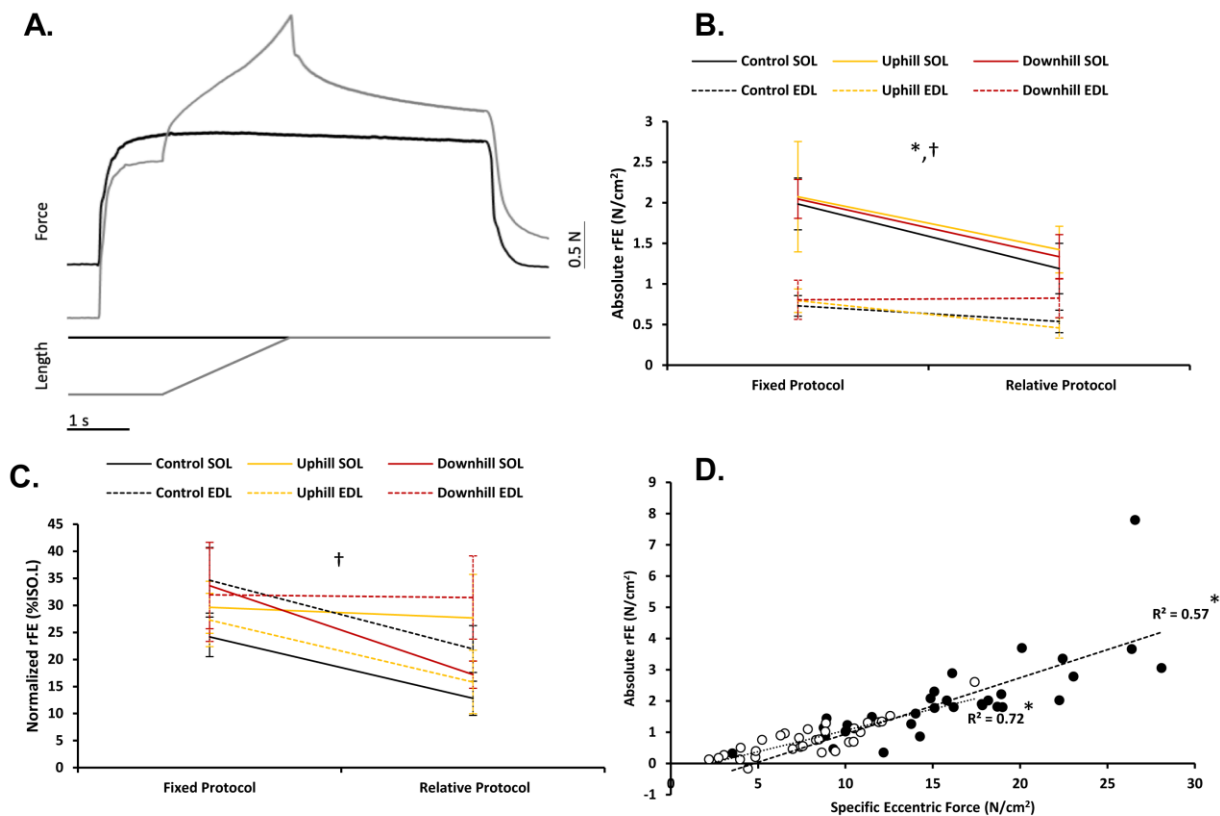 A.
Force
0.5 N
Length
1 s
B.
Control SOL Uphill SOL Downhill SOL
Control EDL Uphill EDL Downhill EDL
Absolute rFE (N/cm²)
3
2.5
2
1.5
1
0.5
0
*,†
Fixed Protocol Relative Protocol
C.
Control SOL Uphill SOL Downhill SOL
Control EDL Uphill EDL Downhill EDL
Normalized rFE (%ISO.L)
45
40
35
30
25
20
15
10
5
0
†
Fixed Protocol Relative Protocol
D.
Absolute rFE (N/cm²)
9
8
7
6
5
4
3
2
1
0
-1
*
R² = 0.57
*
R² = 0.72
0 5 10 15 20 25 30
Specific Eccentric Force (N/cm²)